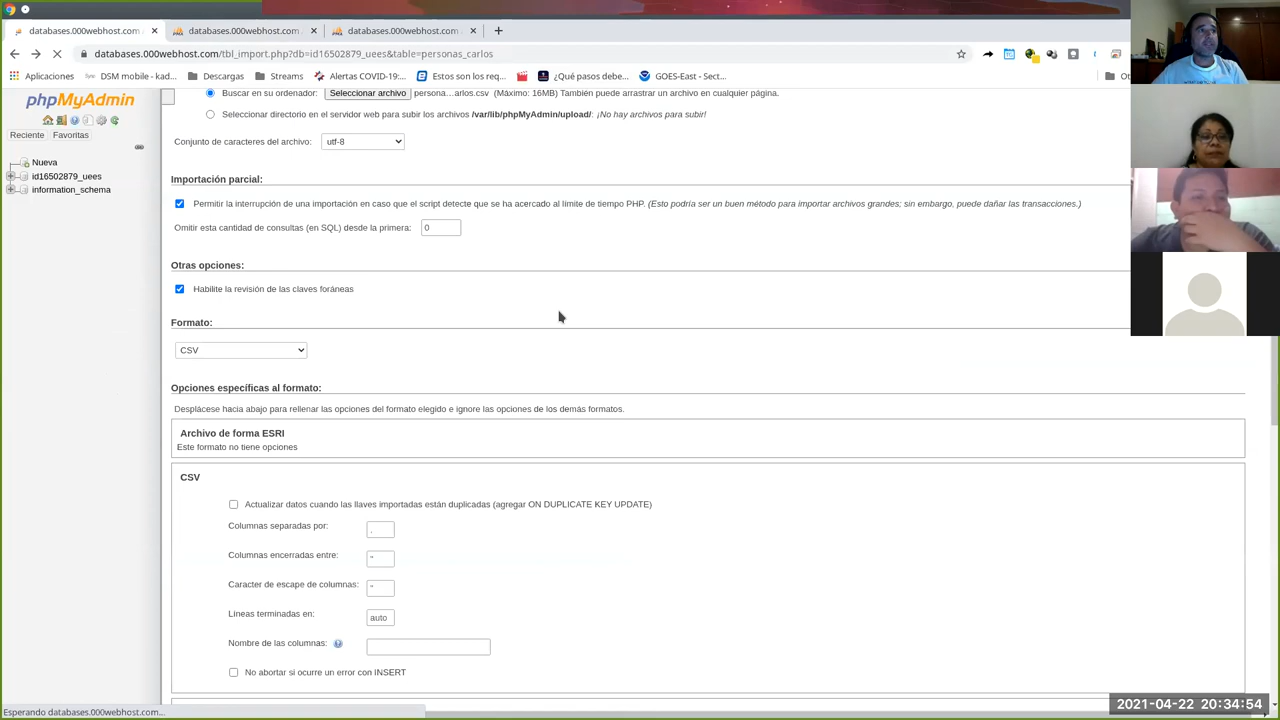 databases.000webhost.com
databases.000webhost.com
databases.000webhost.com
databases.000webhost.com/tbl_import.php?db=id16502879_uees&table=personas_carlos
Aplicaciones
DSM mobile - kad...
Descargas
Streams
Alertas COVID-19:...
Estos son los req...
¿Qué pasos debe...
GOES-East - Sect...
Ot
phpMyAdmin
Reciente
Favoritas
Nueva
id16502879_uees
information_schema
Buscar en su ordenador: Seleccionar archivo persona...arlos.csv (Máximo: 16MB) También puede arrastrar un archivo en cualquier página.
Seleccionar directorio en el servidor web para subir los archivos /var/lib/phpMyAdmin/upload/: ¡No hay archivos para subir!
Conjunto de caracteres del archivo: utf-8
Importación parcial:
Permitir la interrupción de una importación en caso que el script detecte que se ha acercado al límite de tiempo PHP. (Esto podría ser un buen método para importar archivos grandes; sin embargo, puede dañar las transacciones.)
Omitir esta cantidad de consultas (en SQL) desde la primera: 0
Otras opciones:
Habilite la revisión de las claves foráneas
Formato:
CSV
Opciones específicas al formato:
Desplácese hacia abajo para rellenar las opciones del formato elegido e ignore las opciones de los demás formatos.
Archivo de forma ESRI
Este formato no tiene opciones
CSV
Actualizar datos cuando las llaves importadas están duplicadas (agregar ON DUPLICATE KEY UPDATE)
Columnas separadas por:
Columnas encerradas entre: "
Caracter de escape de columnas: "
Líneas terminadas en: auto
Nombre de las columnas:
No abortar si ocurre un error con INSERT
Esperando databases.000webhost.com...
2021-04-22 20:34:54